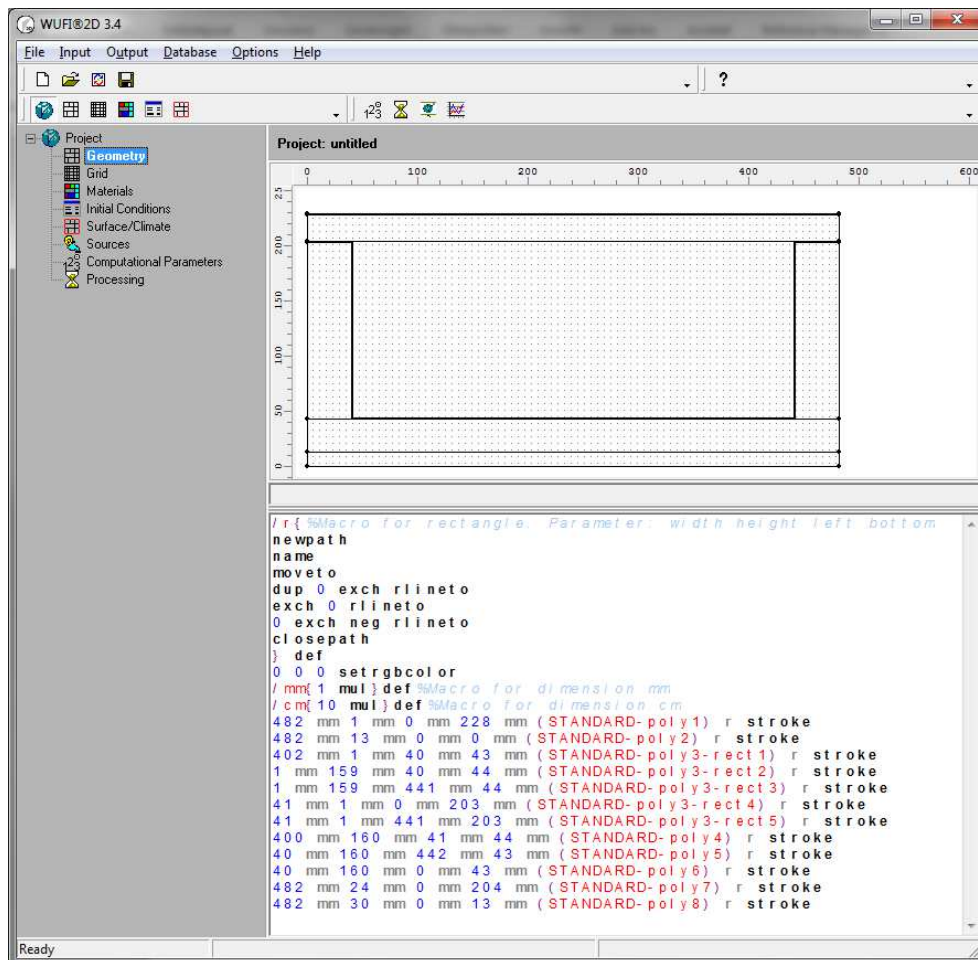 WUFI®2D 3.4
File Input Output Database Options Help
?
Project
Geometry
Grid
Materials
Initial Conditions
Surface/Climate
Sources
Computational Parameters
Processing
Project: untitled
0 100 200 300 400 500 600
25
200
150
100
50
0
/r{ %Macro for rectangle. Parameter: width height left bottom
newpath
name
moveto
dup 0 exch rlineto
exch 0 rlineto
0 exch neg rlineto
closepath
} def
0 0 0 setrgbcolor
/mm{1 mul}def %Macro for dimension mm
/cm{10 mul}def %Macro for dimension cm
482 mm 1 mm 0 mm 228 mm (STANDARD-poly1) r stroke
482 mm 13 mm 0 mm 0 mm (STANDARD-poly2) r stroke
402 mm 1 mm 40 mm 43 mm (STANDARD-poly3-rect1) r stroke
1 mm 159 mm 40 mm 44 mm (STANDARD-poly3-rect2) r stroke
1 mm 159 mm 441 mm 44 mm (STANDARD-poly3-rect3) r stroke
41 mm 1 mm 0 mm 203 mm (STANDARD-poly3-rect4) r stroke
41 mm 1 mm 441 mm 203 mm (STANDARD-poly3-rect5) r stroke
400 mm 160 mm 41 mm 44 mm (STANDARD-poly4) r stroke
40 mm 160 mm 442 mm 43 mm (STANDARD-poly5) r stroke
40 mm 160 mm 0 mm 43 mm (STANDARD-poly6) r stroke
482 mm 24 mm 0 mm 204 mm (STANDARD-poly7) r stroke
482 mm 30 mm 0 mm 13 mm (STANDARD-poly8) r stroke
Ready